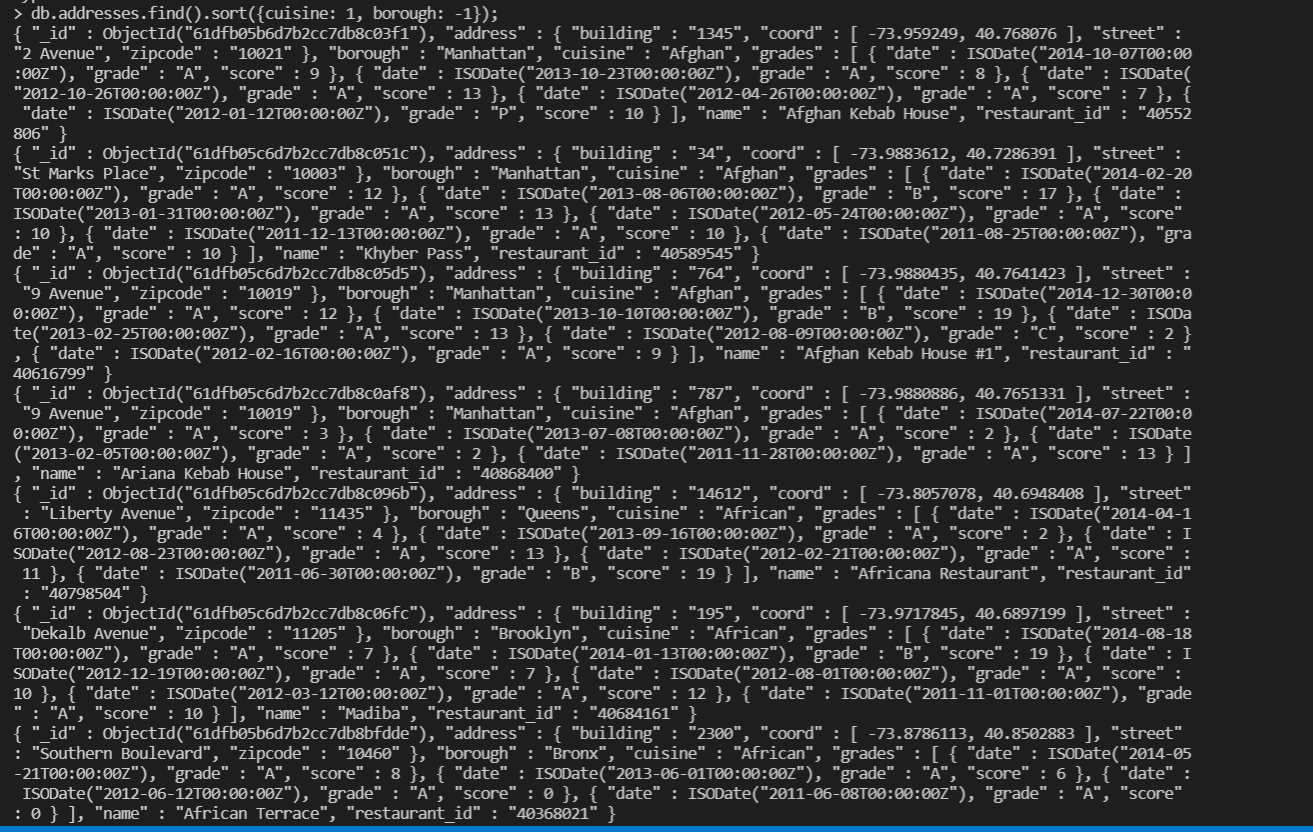 > db.addresses.find().sort({cuisine: 1, borough: -1});
{ "_id" : ObjectId("61dfb05b6d7b2cc7db8c03f1"), "address" : { "building" : "1345", "coord" : [ -73.959249, 40.768076 ], "street" :
"2 Avenue", "zipcode" : "10021" }, "borough" : "Manhattan", "cuisine" : "Afghan", "grades" : [ { "date" : ISODate("2014-10-07T00:00
:00Z"), "grade" : "A", "score" : 9 }, { "date" : ISODate("2013-10-23T00:00:00Z"), "grade" : "A", "score" : 8 }, { "date" : ISODate(
"2012-10-26T00:00:00Z"), "grade" : "A", "score" : 13 }, { "date" : ISODate("2012-04-26T00:00:00Z"), "grade" : "A", "score" : 7 }, {
"date" : ISODate("2012-01-12T00:00:00Z"), "grade" : "P", "score" : 10 } ], "name" : "Afghan Kebab House", "restaurant_id" : "40552
806" }
{ "_id" : ObjectId("61dfb05c6d7b2cc7db8c051c"), "address" : { "building" : "34", "coord" : [ -73.9883612, 40.7286391 ], "street" :
"St Marks Place", "zipcode" : "10003" }, "borough" : "Manhattan", "cuisine" : "Afghan", "grades" : [ { "date" : ISODate("2014-02-20
T00:00:00Z"), "grade" : "A", "score" : 12 }, { "date" : ISODate("2013-08-06T00:00:00Z"), "grade" : "B", "score" : 17 }, { "date" :
ISODate("2013-01-31T00:00:00Z"), "grade" : "A", "score" : 13 }, { "date" : ISODate("2012-05-24T00:00:00Z"), "grade" : "A", "score"
: 10 }, { "date" : ISODate("2011-12-13T00:00:00Z"), "grade" : "A", "score" : 10 }, { "date" : ISODate("2011-08-25T00:00:00Z"), "gra
de" : "A", "score" : 10 } ], "name" : "Khyber Pass", "restaurant_id" : "40589545" }
{ "_id" : ObjectId("61dfb05c6d7b2cc7db8c05d5"), "address" : { "building" : "764", "coord" : [ -73.9880435, 40.7641423 ], "street" :
"9 Avenue", "zipcode" : "10019" }, "borough" : "Manhattan", "cuisine" : "Afghan", "grades" : [ { "date" : ISODate("2014-12-30T00:0
0:00Z"), "grade" : "A", "score" : 12 }, { "date" : ISODate("2013-10-10T00:00:00Z"), "grade" : "B", "score" : 19 }, { "date" : ISODa
te("2013-02-25T00:00:00Z"), "grade" : "A", "score" : 13 }, { "date" : ISODate("2012-08-09T00:00:00Z"), "grade" : "C", "score" : 2 }
, { "date" : ISODate("2012-02-16T00:00:00Z"), "grade" : "A", "score" : 9 } ], "name" : "Afghan Kebab House #1", "restaurant_id" : "
40616799" }
{ "_id" : ObjectId("61dfb05c6d7b2cc7db8c0af8"), "address" : { "building" : "787", "coord" : [ -73.9880886, 40.7651331 ], "street" :
"9 Avenue", "zipcode" : "10019" }, "borough" : "Manhattan", "cuisine" : "Afghan", "grades" : [ { "date" : ISODate("2014-07-22T00:0
0:00Z"), "grade" : "A", "score" : 3 }, { "date" : ISODate("2013-07-08T00:00:00Z"), "grade" : "A", "score" : 2 }, { "date" : ISODate
("2013-02-05T00:00:00Z"), "grade" : "A", "score" : 2 }, { "date" : ISODate("2011-11-28T00:00:00Z"), "grade" : "A", "score" : 13 } ]
, "name" : "Ariana Kebab House", "restaurant_id" : "40868400" }
{ "_id" : ObjectId("61dfb05c6d7b2cc7db8c096b"), "address" : { "building" : "14612", "coord" : [ -73.8057078, 40.6948408 ], "street"
: "Liberty Avenue", "zipcode" : "11435" }, "borough" : "Queens", "cuisine" : "African", "grades" : [ { "date" : ISODate("2014-04-1
6T00:00:00Z"), "grade" : "A", "score" : 4 }, { "date" : ISODate("2013-09-16T00:00:00Z"), "grade" : "A", "score" : 2 }, { "date" : I
SODate("2012-08-23T00:00:00Z"), "grade" : "A", "score" : 13 }, { "date" : ISODate("2012-02-21T00:00:00Z"), "grade" : "A", "score" :
11 }, { "date" : ISODate("2011-06-30T00:00:00Z"), "grade" : "B", "score" : 19 } ], "name" : "Africana Restaurant", "restaurant_id"
: "40798504" }
{ "_id" : ObjectId("61dfb05c6d7b2cc7db8c06fc"), "address" : { "building" : "195", "coord" : [ -73.9717845, 40.6897199 ], "street" :
"Dekalb Avenue", "zipcode" : "11205" }, "borough" : "Brooklyn", "cuisine" : "African", "grades" : [ { "date" : ISODate("2014-08-18
T00:00:00Z"), "grade" : "A", "score" : 7 }, { "date" : ISODate("2014-01-13T00:00:00Z"), "grade" : "B", "score" : 19 }, { "date" : I
SODate("2012-12-19T00:00:00Z"), "grade" : "A", "score" : 7 }, { "date" : ISODate("2012-08-01T00:00:00Z"), "grade" : "A", "score" :
10 }, { "date" : ISODate("2012-03-12T00:00:00Z"), "grade" : "A", "score" : 12 }, { "date" : ISODate("2011-11-01T00:00:00Z"), "grade
" : "A", "score" : 10 } ], "name" : "Madiba", "restaurant_id" : "40684161" }
{ "_id" : ObjectId("61dfb05b6d7b2cc7db8bfdde"), "address" : { "building" : "2300", "coord" : [ -73.8786113, 40.8502883 ], "street"
: "Southern Boulevard", "zipcode" : "10460" }, "borough" : "Bronx", "cuisine" : "African", "grades" : [ { "date" : ISODate("2014-05
-21T00:00:00Z"), "grade" : "A", "score" : 8 }, { "date" : ISODate("2013-06-01T00:00:00Z"), "grade" : "A", "score" : 6 }, { "date" :
ISODate("2012-06-12T00:00:00Z"), "grade" : "A", "score" : 0 }, { "date" : ISODate("2011-06-08T00:00:00Z"), "grade" : "A", "score"
: 0 } ], "name" : "African Terrace", "restaurant_id" : "40368021" }